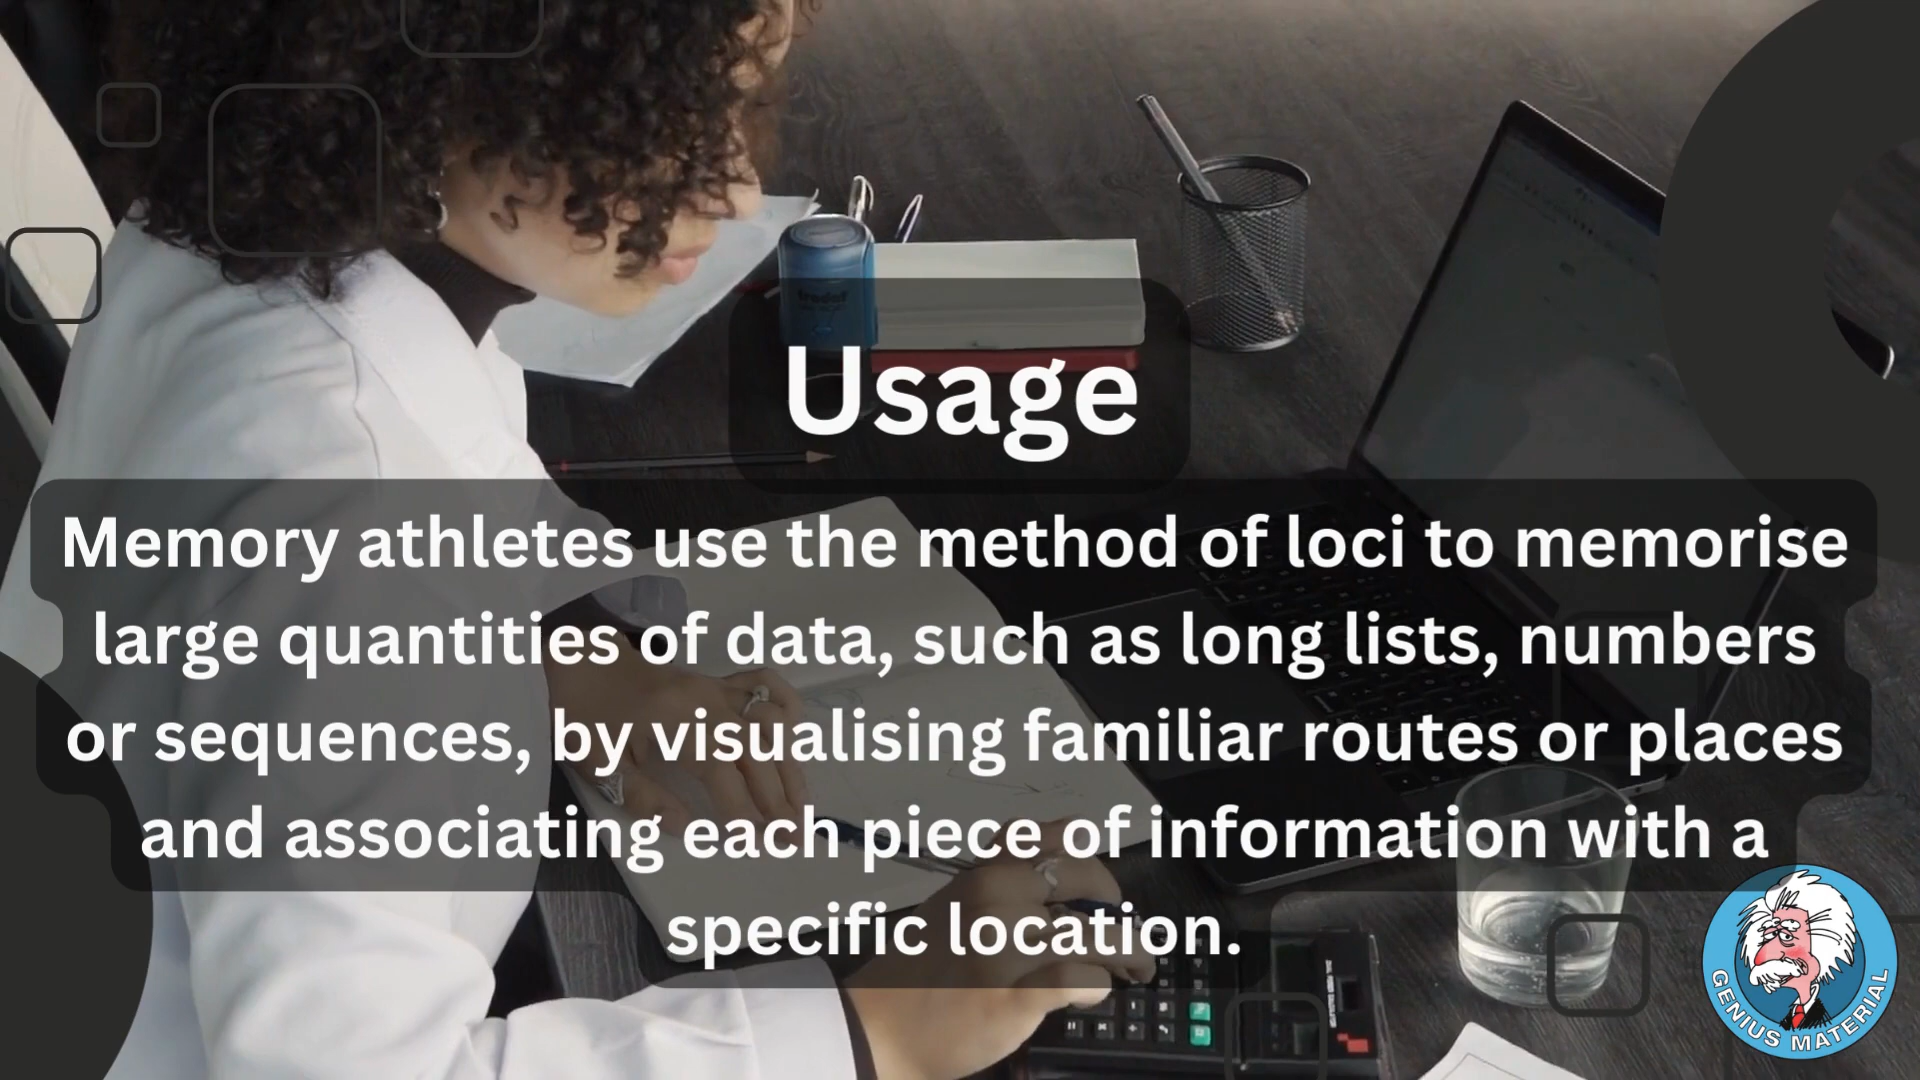 Usage
Memory athletes use the method of loci to memorise
large quantities of data, such as long lists, numbers
or sequences, by visualising familiar routes or places
and associating each piece of information with a
specific location.
GENIUS MATERIAL